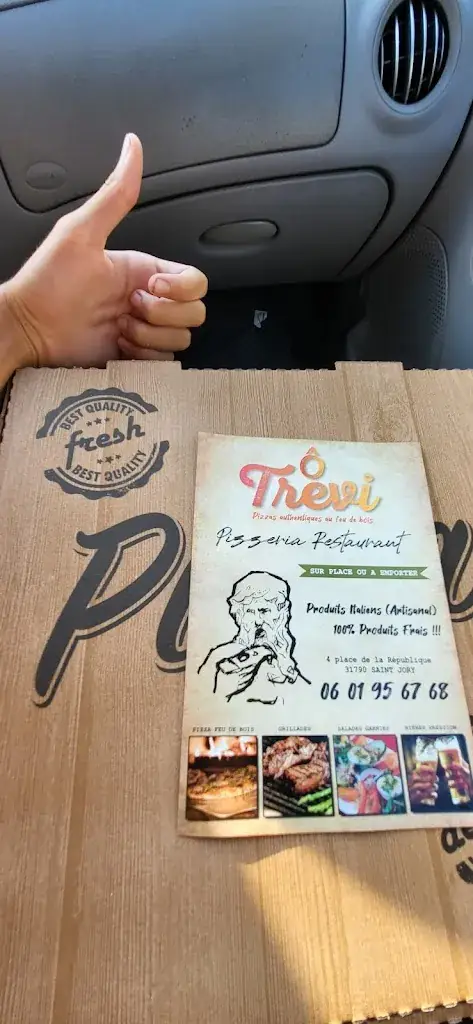 BEST QUALITY
fresh
BEST QUALITY
Ô
Trevi
Pizzas authentiques au feu de bois
Pizzeria Restaurant
SUR PLACE OU A EMPORTER
Produits Italiens (Artisanal)
100% Produits Frais !!!
4 place de la République
31790 SAINT JORY
06 01 95 67 68
PIZZA FEU DE BOIS
GRILLADES
SALADES GARNIES
BIÈRES PRESSION